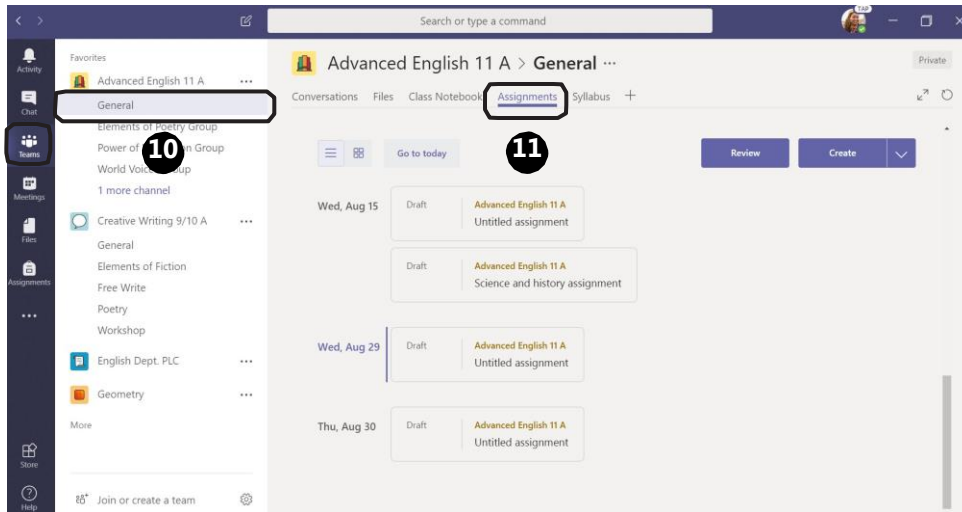 Search or type a command
TAP
Activity
Chat
Teams
Meetings
Files
Assignments
Store
Help
Favorites
Advanced English 11 A
General
Elements of Poetry Group
Power of Group
World Voice
1 more channel
Creative Writing 9/10 A
General
Elements of Fiction
Free Write
Poetry
Workshop
English Dept. PLC
Geometry
More
Join or create a team
10
Advanced English 11 A > General ...
Private
Conversations Files Class Notebook Assignments Syllabus +
11
Go to today
Review
Create
Wed, Aug 15
Draft
Advanced English 11 A
Untitled assignment
Draft
Advanced English 11 A
Science and history assignment
Wed, Aug 29
Draft
Advanced English 11 A
Untitled assignment
Thu, Aug 30
Draft
Advanced English 11 A
Untitled assignment